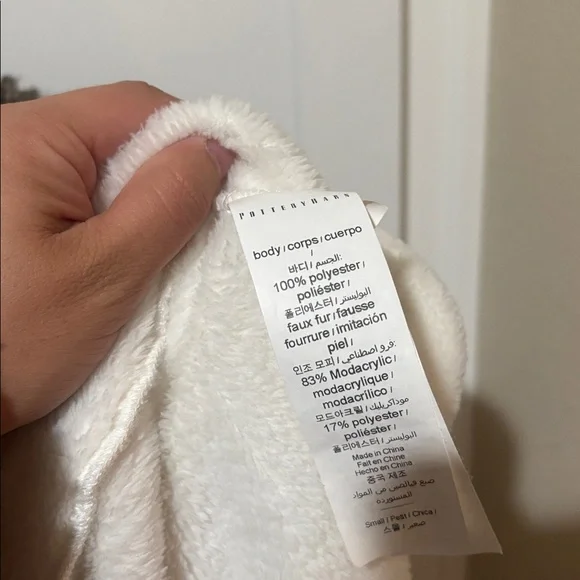 POTTERY BARN
body / corps / cuerpo
/
바디 / الجسم:
100% polyester /
poliéster /
폴리에스터 / البوليستر
faux fur / fausse
fourrure / imitación
piel /
인조 모피 / فرو اصطناعي:
83% Modacrylic /
modacrylique /
modacrílico /
모드아크릴 / موداكريليك
17% polyester /
poliéster /
폴리에스터 / البوليستر
Made in China
Fait en Chine
Hecho en China
중국 제조
صنع في الصين من المواد
المستوردة
Small / Petit / Chica /
스몰 / صغير